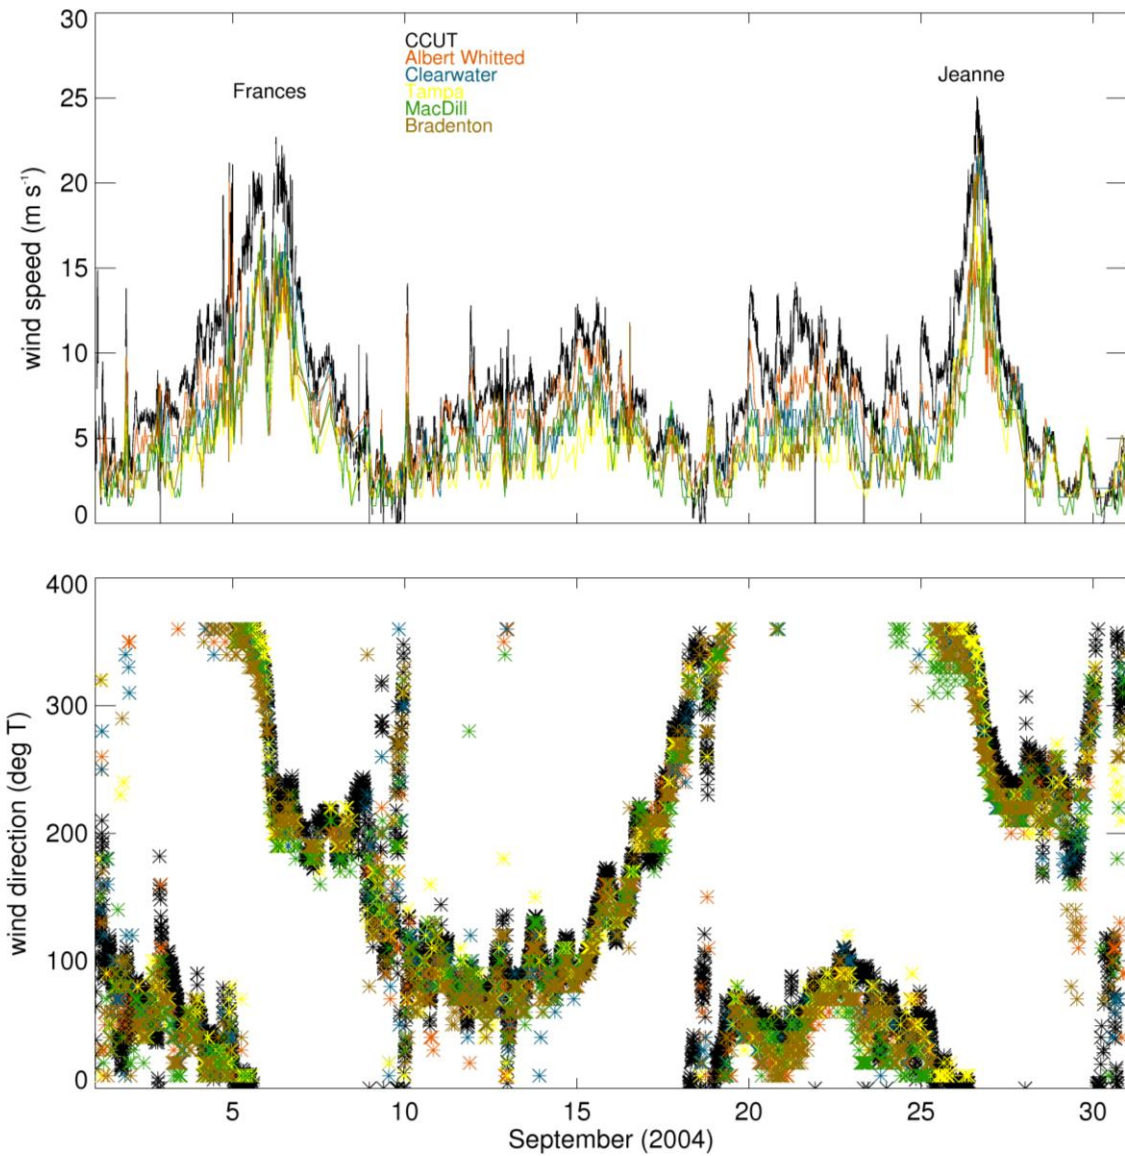 30
CCUT
Albert Whitted
Clearwater
Tampa
MacDill
Bradenton
Frances
Jeanne
25
20
15
10
5
0
wind speed (m s⁻¹)
400
300
200
100
0
wind direction (deg T)
5 10 15 20 25 30
September (2004)